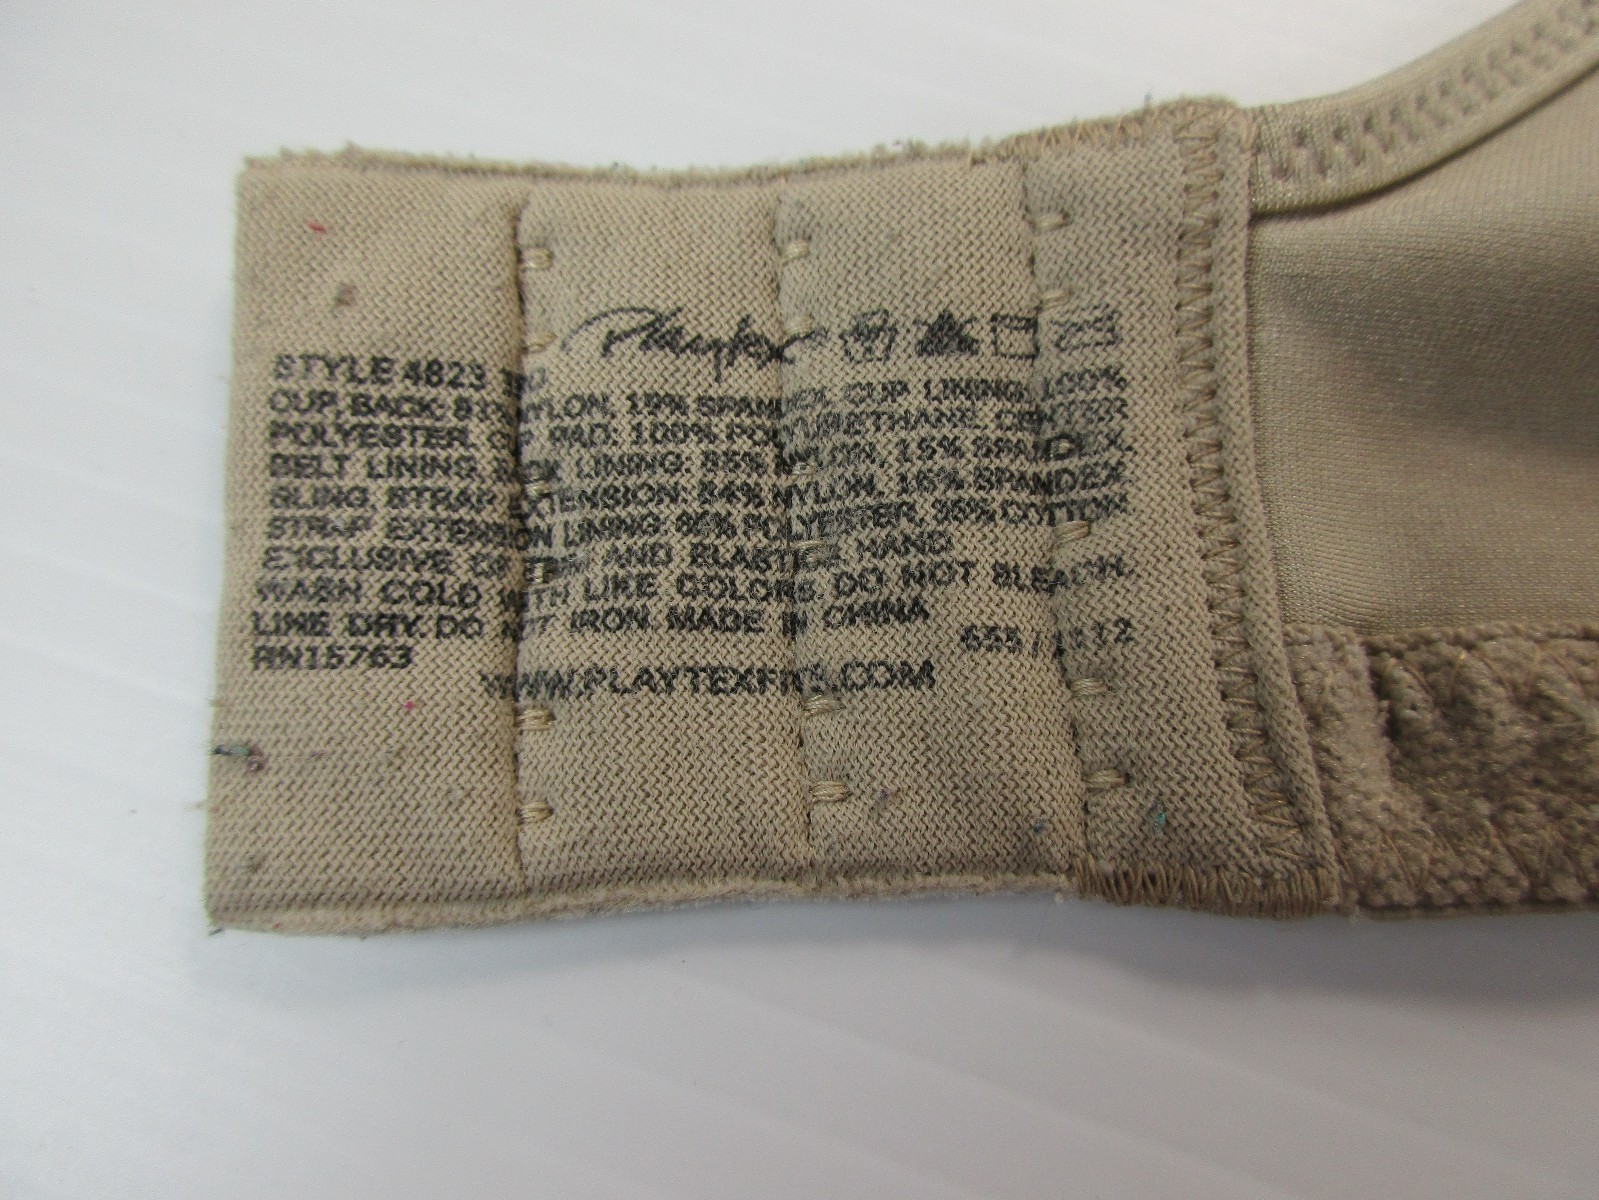 Playtex
STYLE 4823
CUP, BACK: 81% NYLON, 19% SPANDEX. CUP LINING: 100%
POLYESTER. CUP PAD: 100% POLYURETHANE. CENTER
BELT LINING, BACK LINING: 85% NYLON, 15% SPANDEX.
SLING STRAP EXTENSION: 84% NYLON, 16% SPANDEX.
STRAP EXTENSION LINING: 65% POLYESTER, 35% COTTON
EXCLUSIVE OF TRIM AND ELASTIC HAND
WASH COLD WITH LIKE COLORS. DO NOT BLEACH.
LINE DRY. DO NOT IRON MADE IN CHINA
RN15763
WWW.PLAYTEXFITS.COM